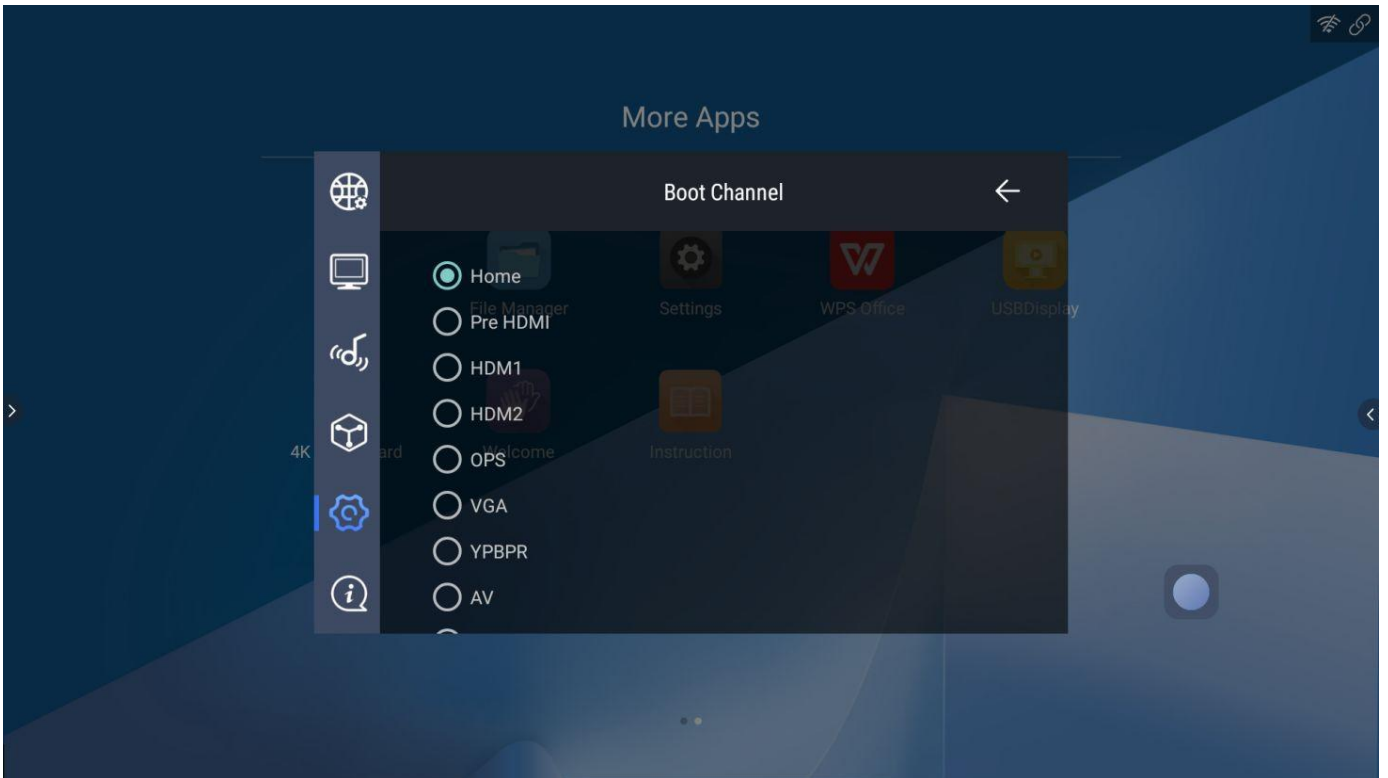 More Apps
Boot Channel
Home
File Manager
Settings
WPS Office
USBDisplay
Pre HDMI
HDM1
HDM2
4K
ard
Welcome
Instruction
OPS
VGA
YPBPR
AV